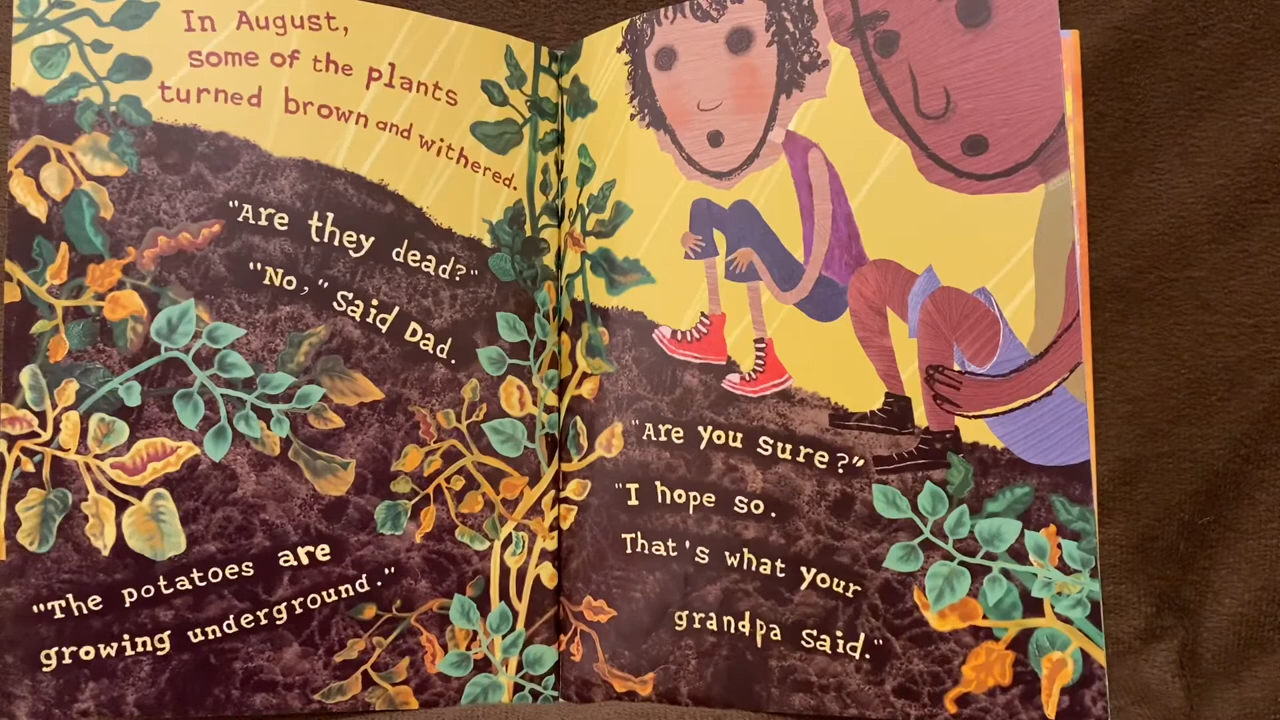 In August,
some of the plants
turned brown and withered.
"Are they dead?"
"No," said Dad.
"The potatoes are
growing underground."
"Are you sure?"
"I hope so.
That's what your
grandpa said."